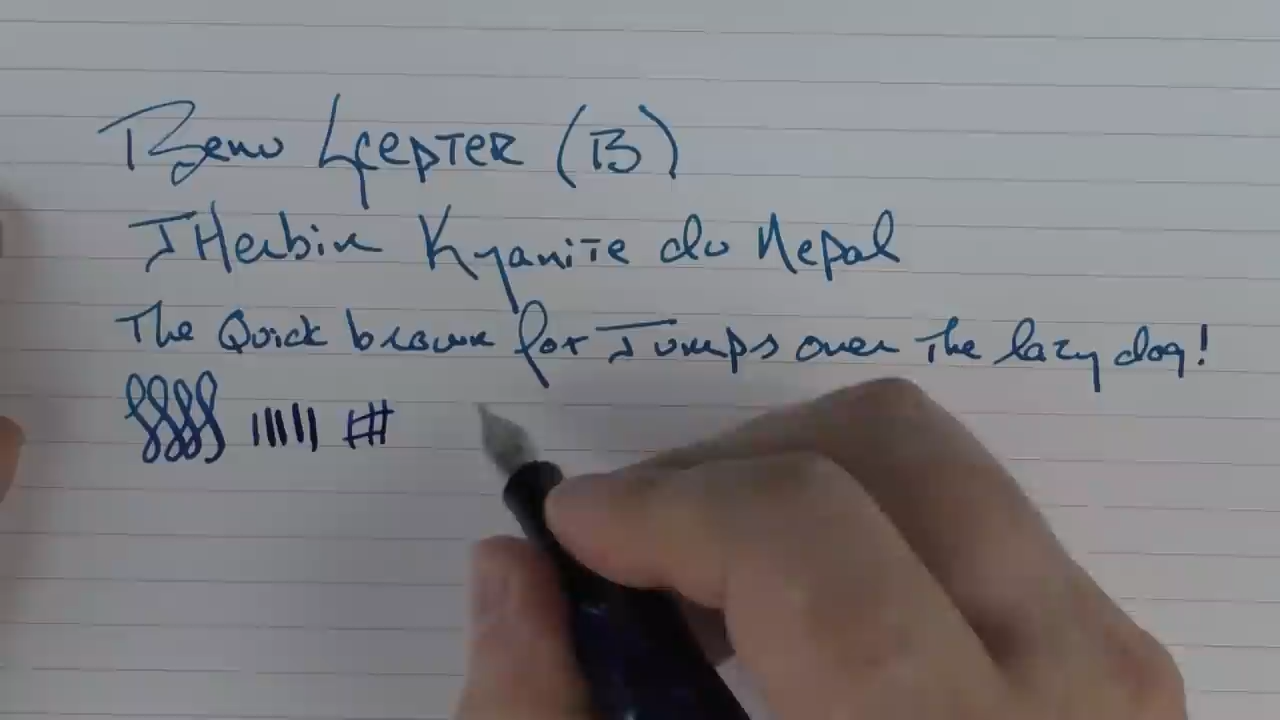 Benu Scepter (B)
J Herbin Kyanite du Nepal
The Quick brown fox Jumps over The lazy dog!
#